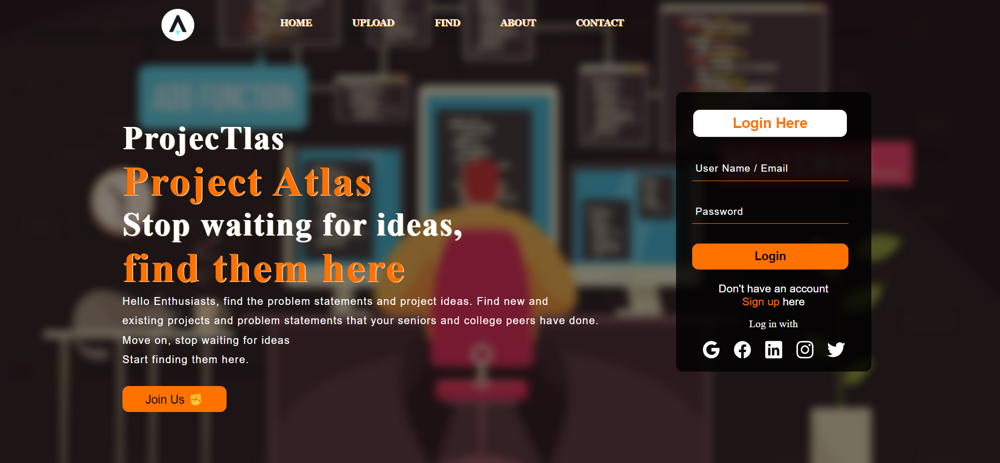 HOME UPLOAD FIND ABOUT CONTACT
ADD FUNCTION
ProjecTlas
Project Atlas
Stop waiting for ideas,
find them here
Hello Enthusiasts, find the problem statements and project ideas. Find new and
existing projects and problem statements that your seniors and college peers have done.
Move on, stop waiting for ideas
Start finding them here.
Join Us ✊
Login Here
User Name / Email
Password
Login
Don't have an account
Sign up here
Log in with